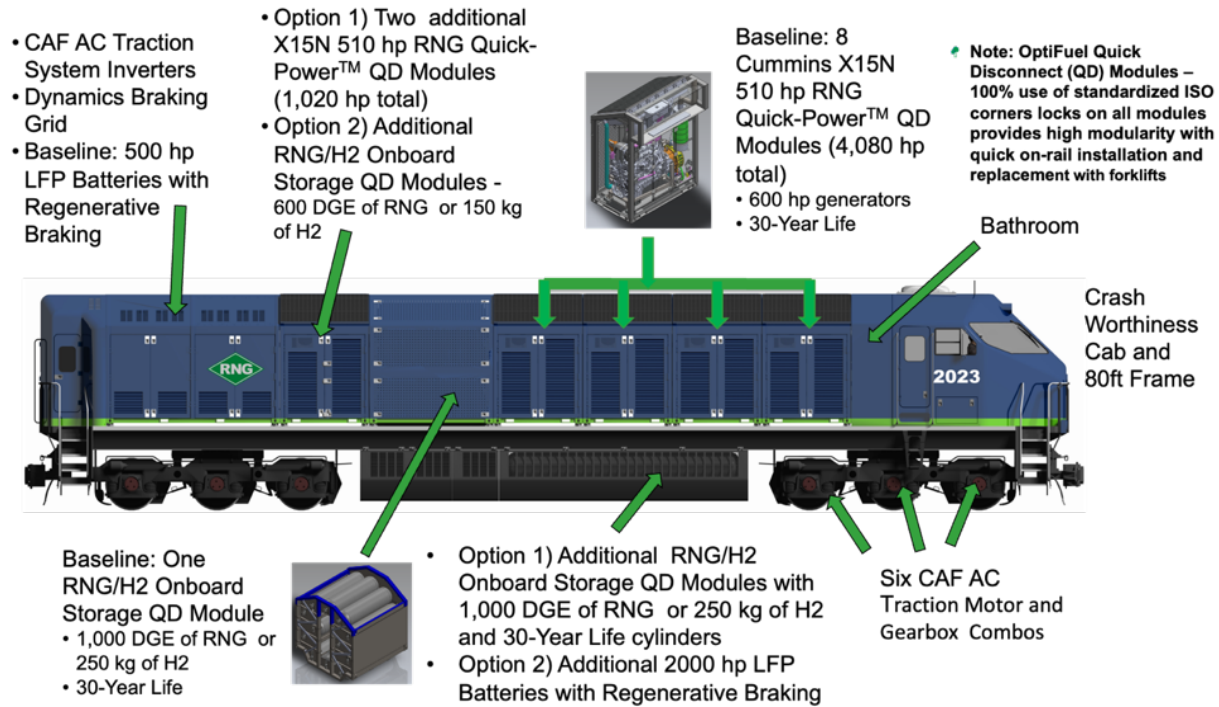 • CAF AC Traction
System Inverters
• Dynamics Braking
Grid
• Baseline: 500 hp
LFP Batteries with
Regenerative
Braking
• Option 1) Two additional
X15N 510 hp RNG Quick-
Power™ QD Modules
(1,020 hp total)
• Option 2) Additional
RNG/H2 Onboard
Storage QD Modules -
600 DGE of RNG or 150 kg
of H2
Baseline: 8
Cummins X15N
510 hp RNG
Quick-Power™ QD
Modules (4,080 hp
total)
• 600 hp generators
• 30-Year Life
Note: OptiFuel Quick
Disconnect (QD) Modules –
100% use of standardized ISO
corners locks on all modules
provides high modularity with
quick on-rail installation and
replacement with forklifts
Bathroom
Crash
Worthiness
Cab and
80ft Frame
RNG
2023
Baseline: One
RNG/H2 Onboard
Storage QD Module
• 1,000 DGE of RNG or
250 kg of H2
• 30-Year Life
• Option 1) Additional RNG/H2
Onboard Storage QD Modules with
1,000 DGE of RNG or 250 kg of H2
and 30-Year Life cylinders
• Option 2) Additional 2000 hp LFP
Batteries with Regenerative Braking
Six CAF AC
Traction Motor and
Gearbox Combos